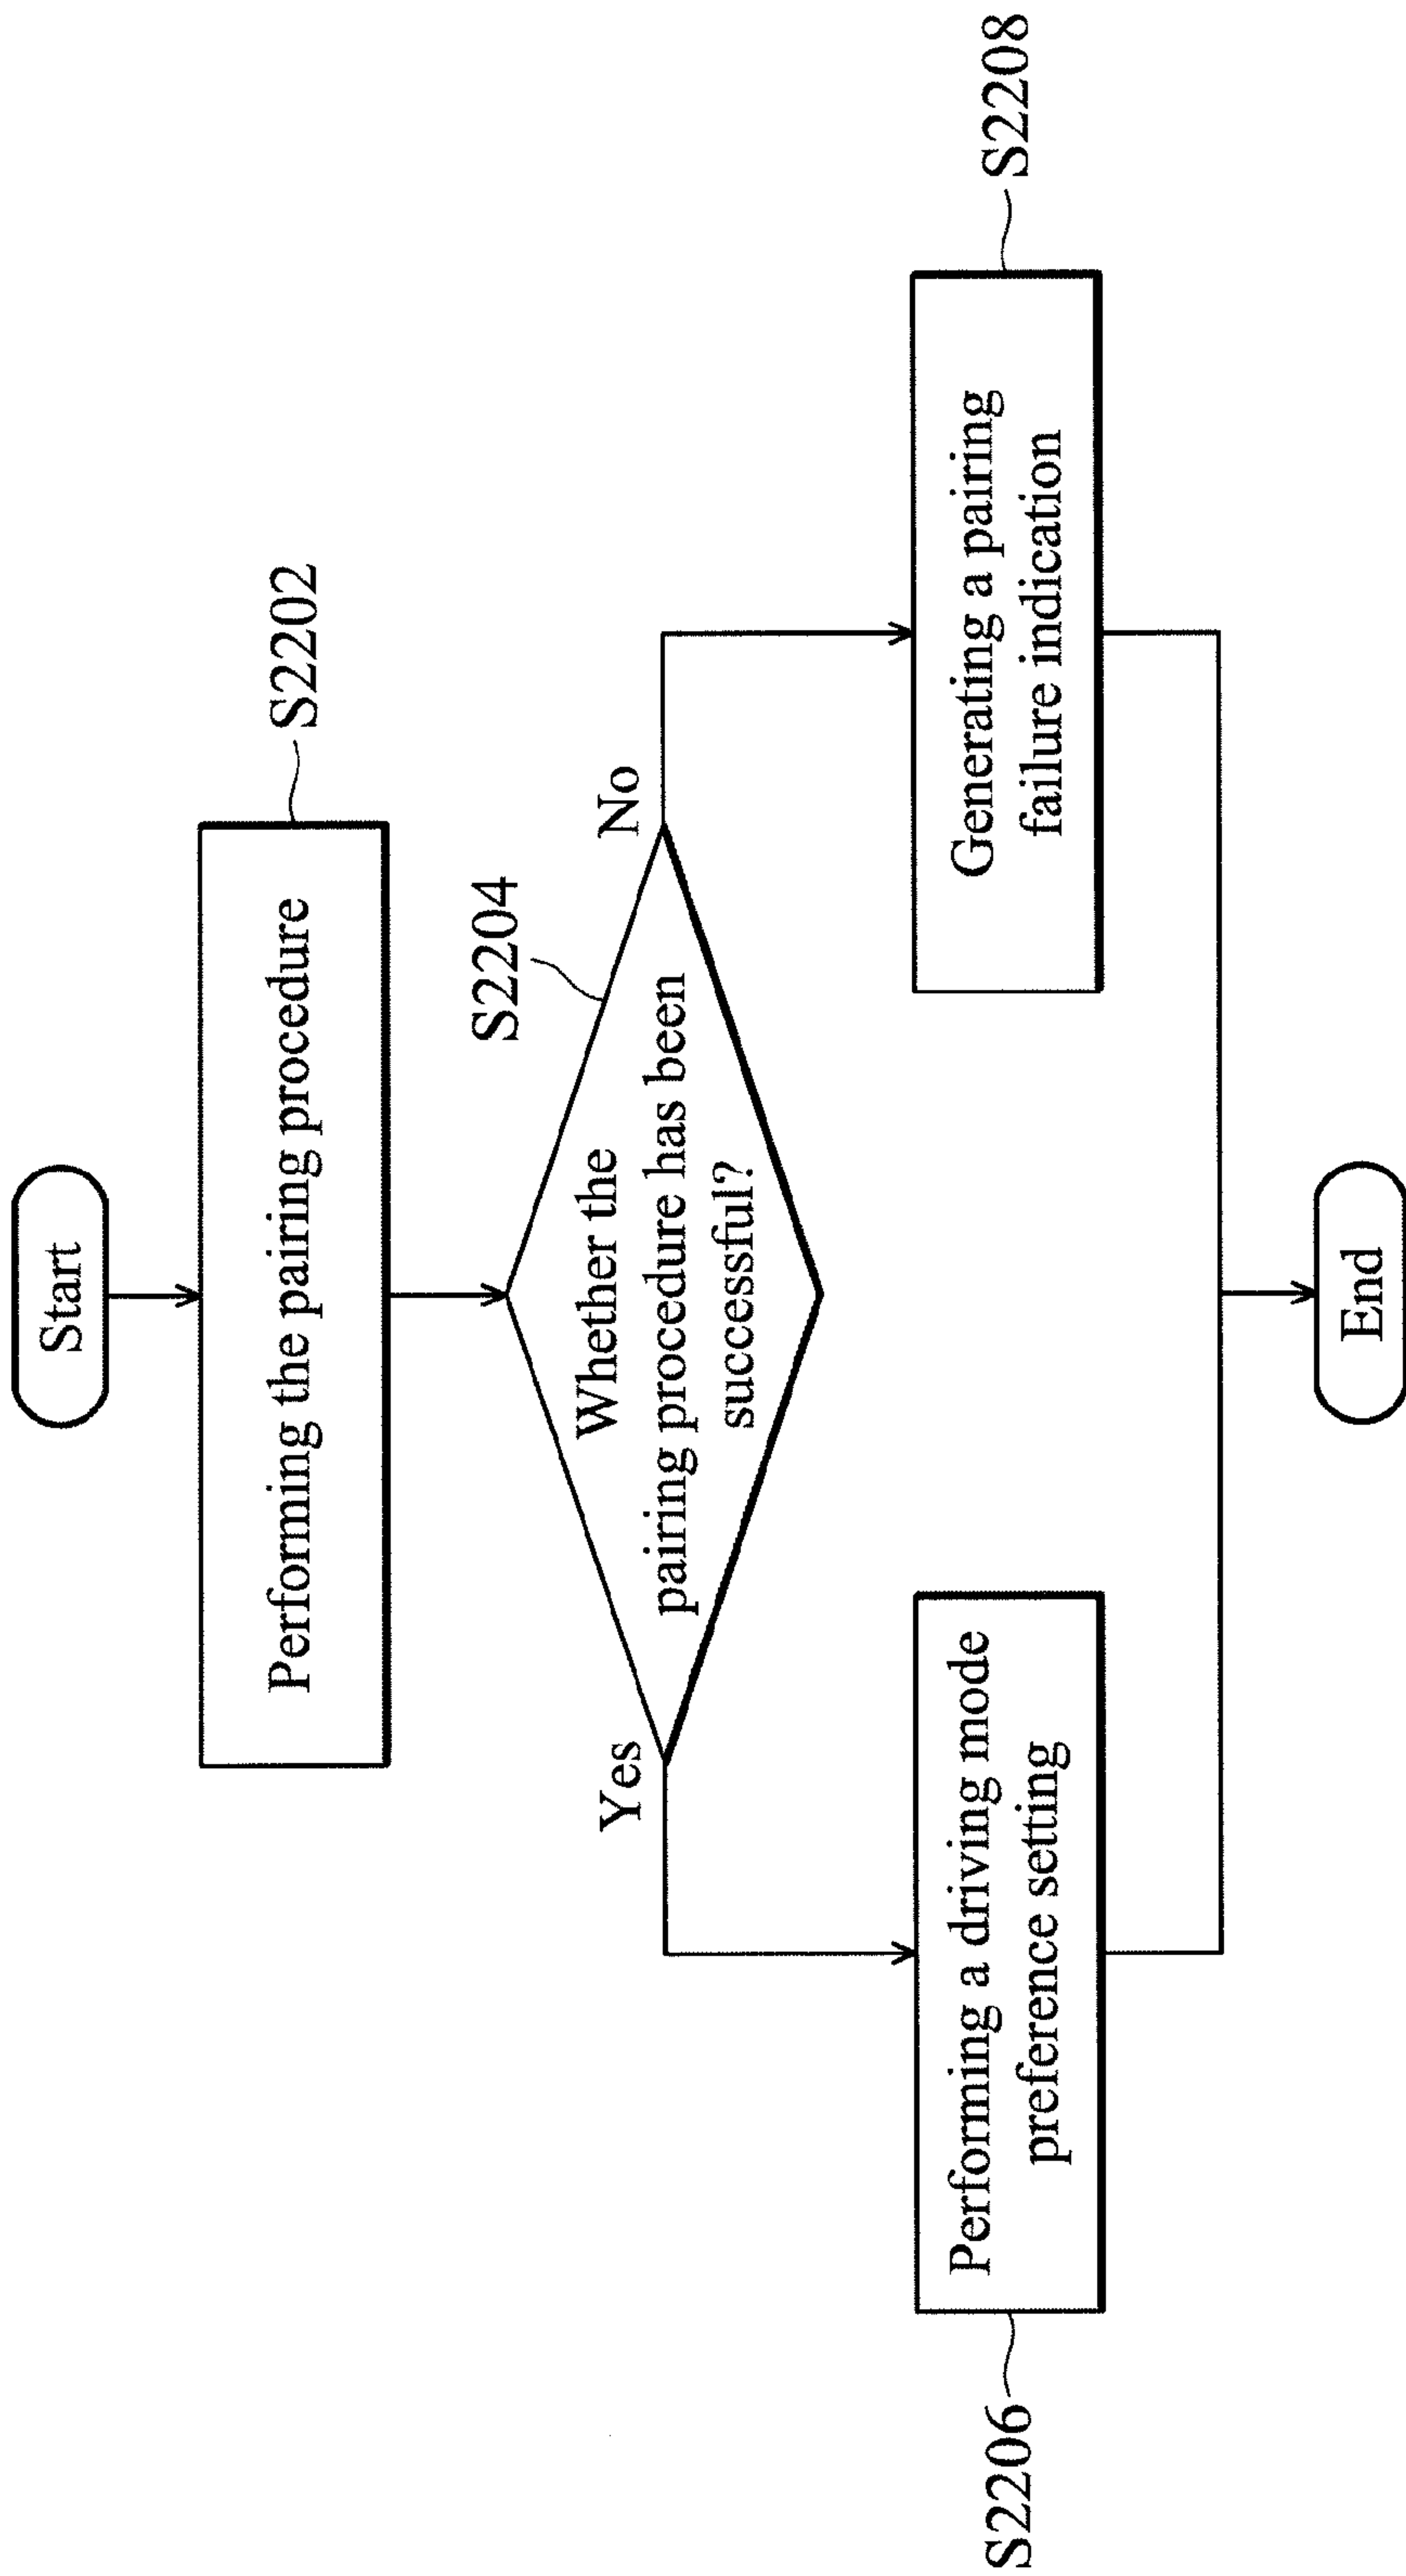 Start
Performing the pairing procedure
S2202
S2204
Whether the
pairing procedure has been
successful?
Yes
No
Performing a driving mode
preference setting
S2206
Generating a pairing
failure indication
S2208
End